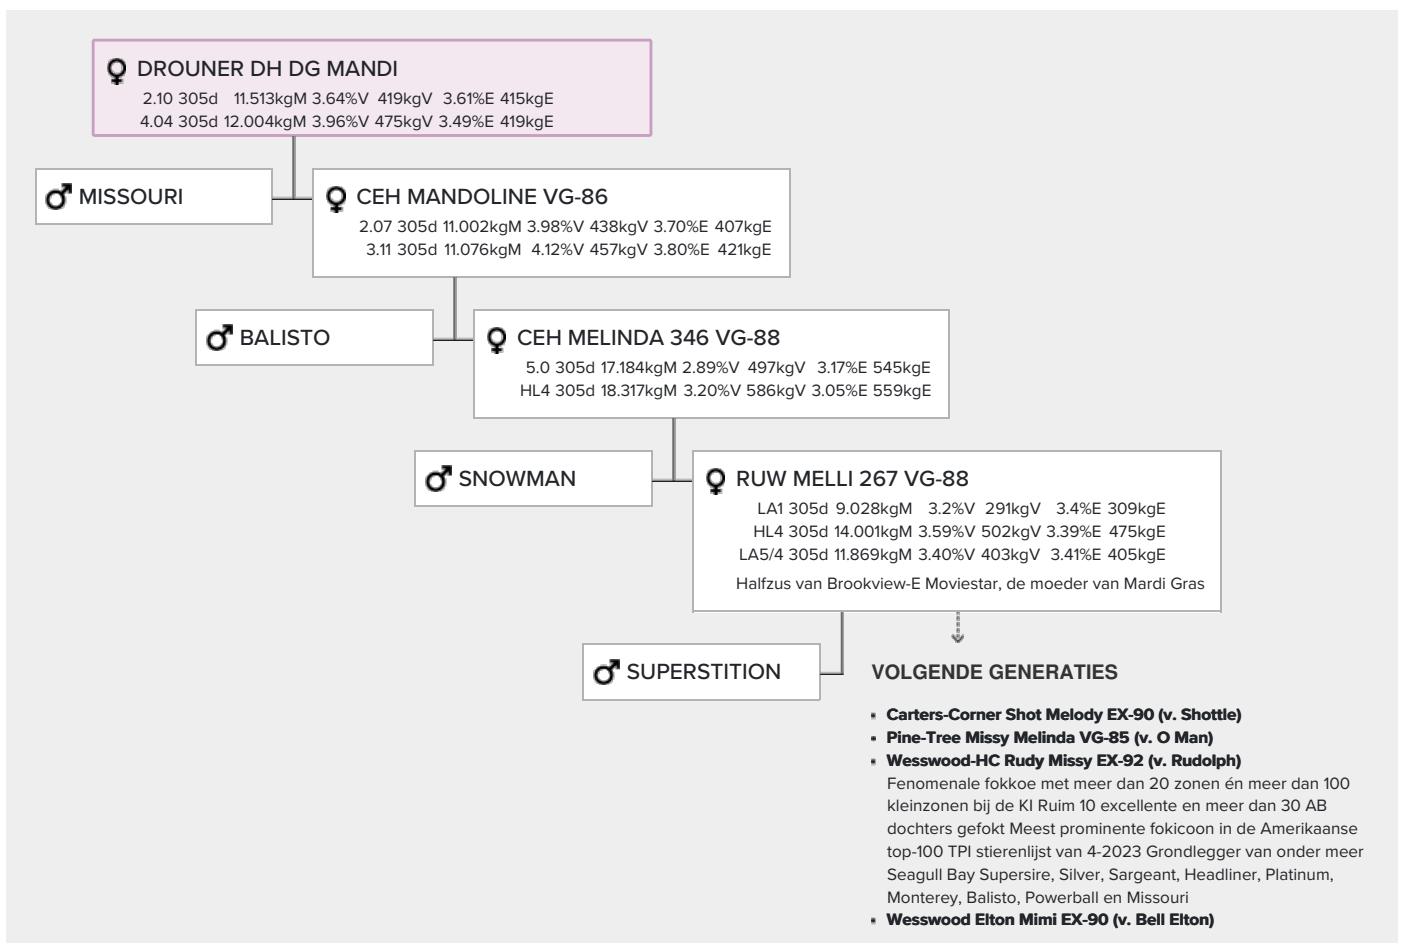 DROUNER DH DG MANDI
2.10 305d 11.513kgM 3.64%V 419kgV 3.61%E 415kgE
4.04 305d 12.004kgM 3.96%V 475kgV 3.49%E 419kgE
MISSOURI
CEH MANDOLINE VG-86
2.07 305d 11.002kgM 3.98%V 438kgV 3.70%E 407kgE
3.11 305d 11.076kgM 4.12%V 457kgV 3.80%E 421kgE
BALISTO
CEH MELINDA 346 VG-88
5.0 305d 17.184kgM 2.89%V 497kgV 3.17%E 545kgE
HL4 305d 18.317kgM 3.20%V 586kgV 3.05%E 559kgE
SNOWMAN
RUW MELLI 267 VG-88
LA1 305d 9.028kgM 3.2%V 291kgV 3.4%E 309kgE
HL4 305d 14.001kgM 3.59%V 502kgV 3.39%E 475kgE
LA5/4 305d 11.869kgM 3.40%V 403kgV 3.41%E 405kgE
Halfzus van Brookview-E Moviestar, de moeder van Mardi Gras
SUPERSTITION
VOLGENDE GENERATIES
Carters-Corner Shot Melody EX-90 (v. Shottle)
Pine-Tree Missy Melinda VG-85 (v. O Man)
Wesswood-HC Rudy Missy EX-92 (v. Rudolph)
Fenomenale fokkoe met meer dan 20 zonen én meer dan 100
kleinzonen bij de KI Ruim 10 excellente en meer dan 30 AB
dochters gefokt Meest prominente fokicoon in de Amerikaanse
top-100 TPI stierenlijst van 4-2023 Grondlegger van onder meer
Seagull Bay Supersire, Silver, Sargeant, Headliner, Platinum,
Monterey, Balisto, Powerball en Missouri
Wesswood Elton Mimi EX-90 (v. Bell Elton)